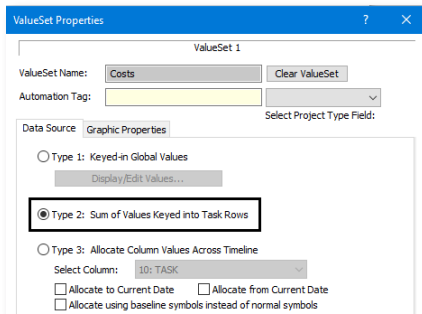 ValueSet Properties ? ×
ValueSet 1
ValueSet Name: Costs Clear ValueSet
Automation Tag:
Select Project Type Field:
Data Source Graphic Properties
Type 1: Keyed-in Global Values
Display/Edit Values...
Type 2: Sum of Values Keyed into Task Rows
Type 3: Allocate Column Values Across Timeline
Select Column: 10: TASK
Allocate to Current Date Allocate from Current Date
Allocate using baseline symbols instead of normal symbols